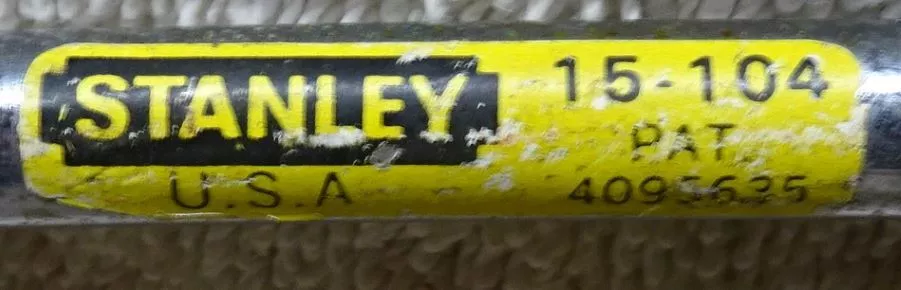 STANLEY
U.S.A
15-104
PAT.
4095635